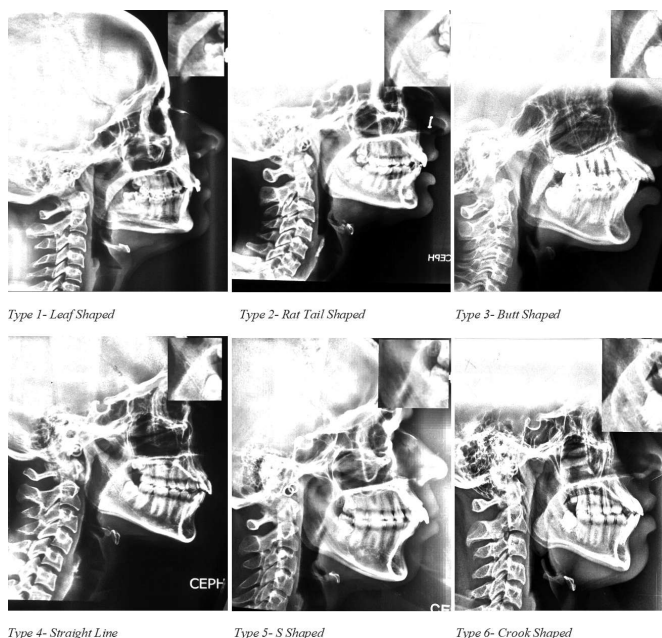 I
CEPH
Type 1- Leaf Shaped
Type 2- Rat Tail Shaped
Type 3- Butt Shaped
CEPH
CE
Type 4- Straight Line
Type 5- S Shaped
Type 6- Crook Shaped